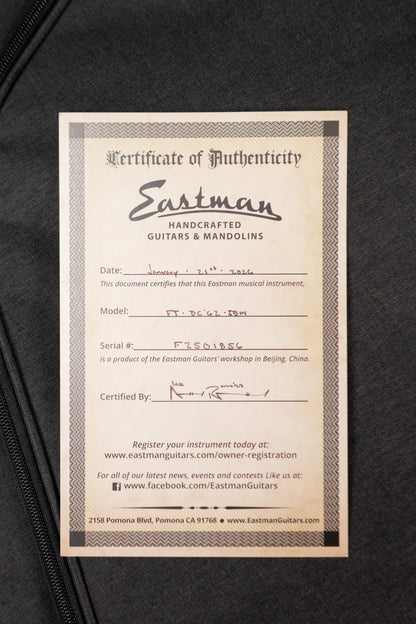 Certificate of Authenticity
Eastman
HANDCRAFTED
GUITARS & MANDOLINS
Date: January · 21st · 2026
This document certifies that this Eastman musical instrument,
Model: FT · DC'62 ·
Serial #: F2501856
is a product of the Eastman Guitars' workshop in Beijing, China.
Certified By:
Register your instrument today at:
www.eastmanguitars.com/owner-registration
For all of our latest news, events and contests Like us at:
www.facebook.com/EastmanGuitars
2158 Pomona Blvd, Pomona CA 91768 ● www.EastmanGuitars.com